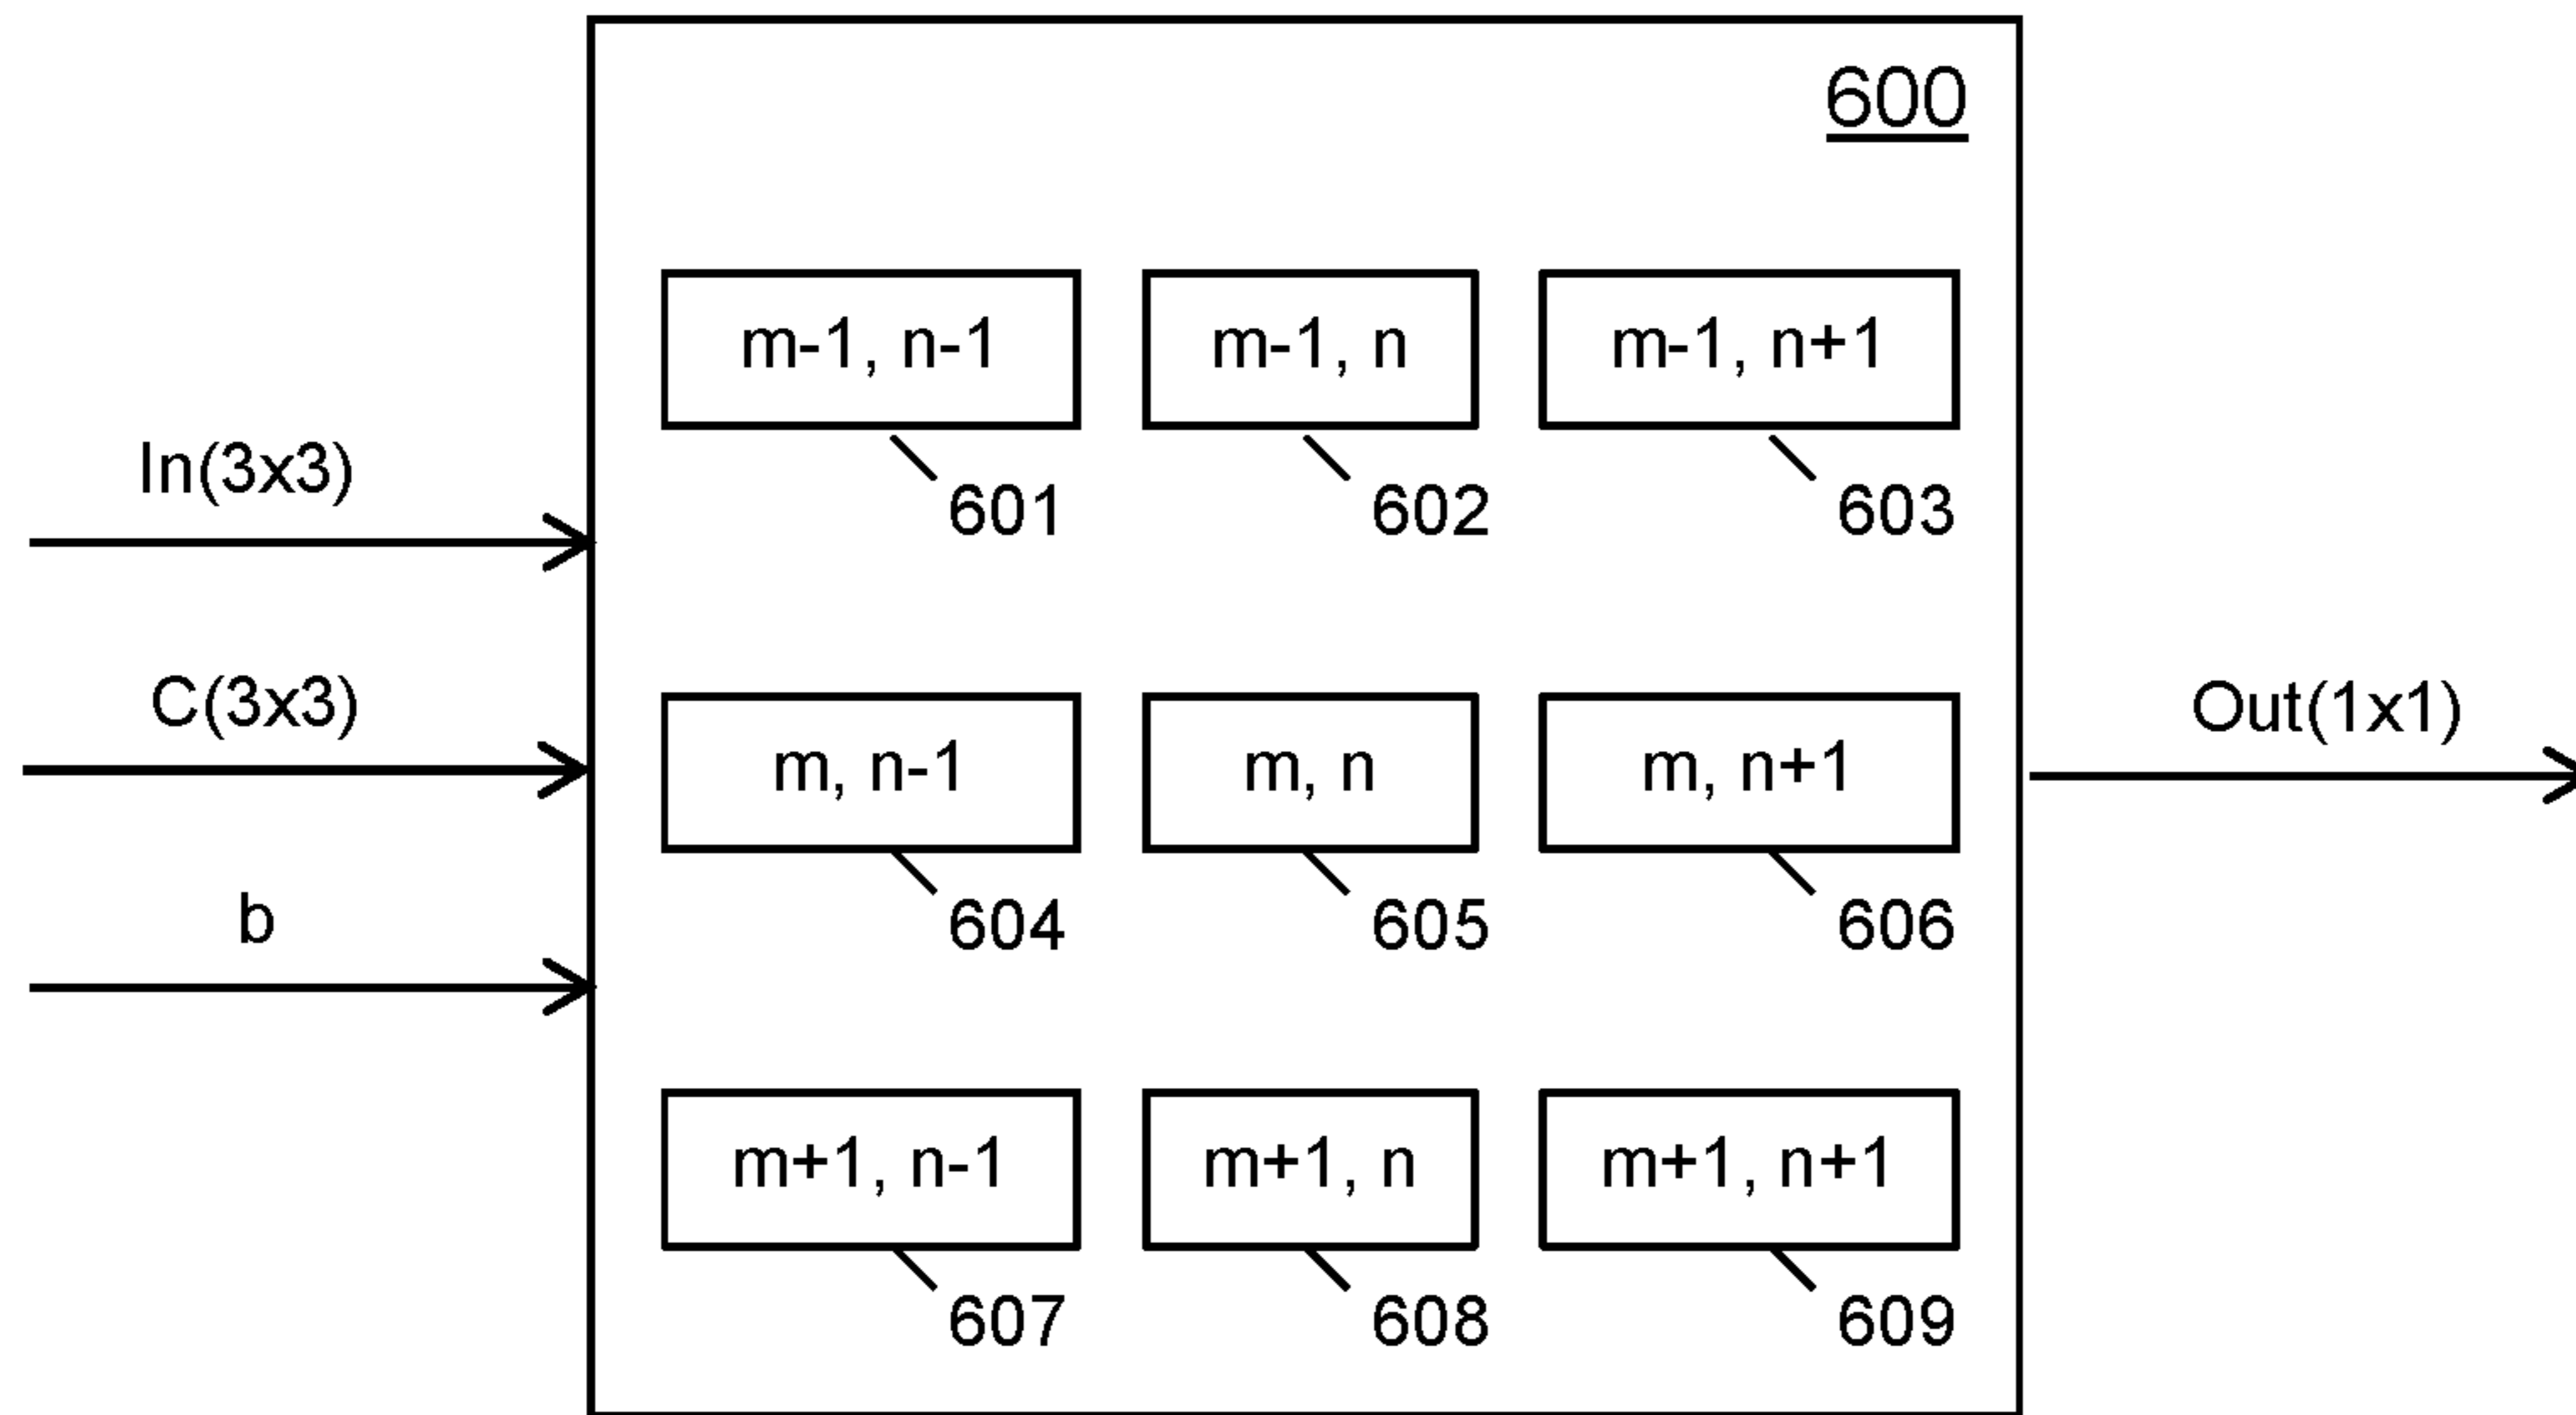 600
m-1, n-1
m-1, n
m-1, n+1
In(3x3)
601
602
603
C(3x3)
m, n-1
m, n
m, n+1
Out(1x1)
b
604
605
606
m+1, n-1
m+1, n
m+1, n+1
607
608
609